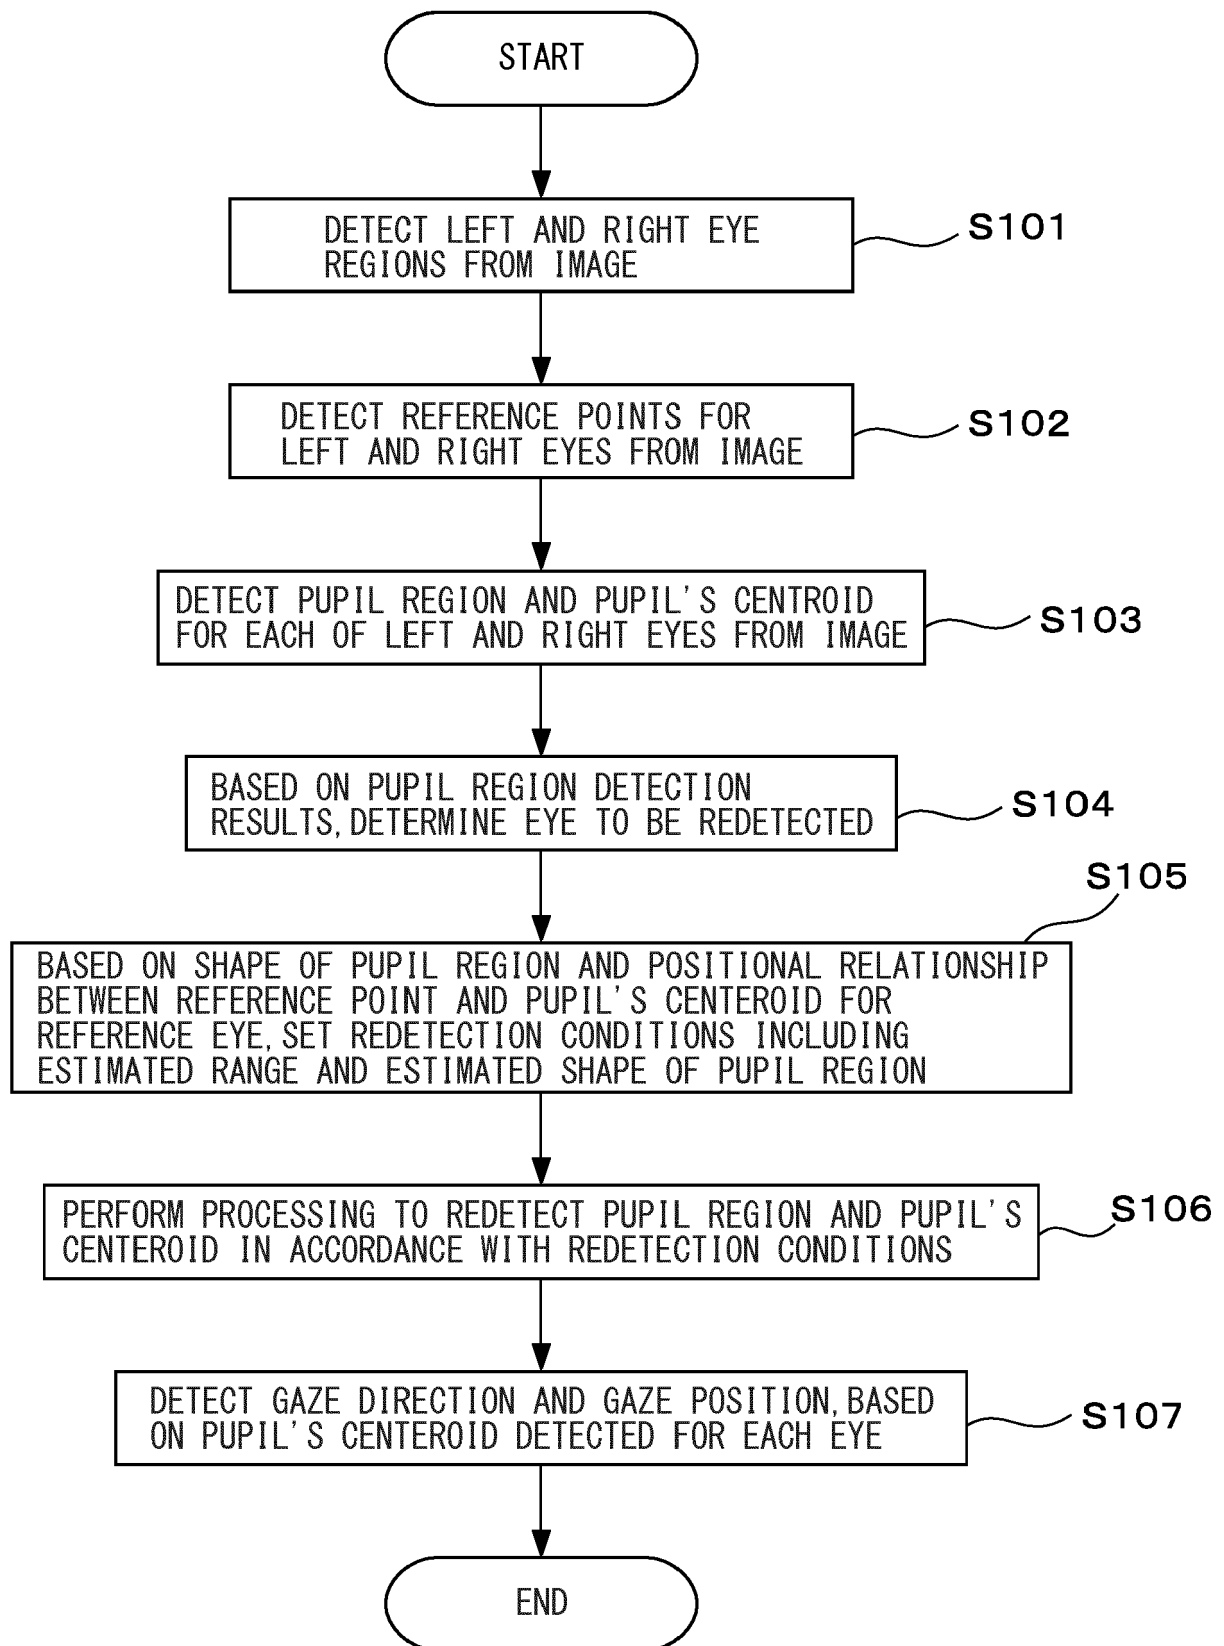 START
DETECT LEFT AND RIGHT EYE
REGIONS FROM IMAGE
S101
DETECT REFERENCE POINTS FOR
LEFT AND RIGHT EYES FROM IMAGE
S102
DETECT PUPIL REGION AND PUPIL'S CENTROID
FOR EACH OF LEFT AND RIGHT EYES FROM IMAGE
S103
BASED ON PUPIL REGION DETECTION
RESULTS, DETERMINE EYE TO BE REDETECTED
S104
S105
BASED ON SHAPE OF PUPIL REGION AND POSITIONAL RELATIONSHIP
BETWEEN REFERENCE POINT AND PUPIL'S CENTEROID FOR
REFERENCE EYE, SET REDETECTION CONDITIONS INCLUDING
ESTIMATED RANGE AND ESTIMATED SHAPE OF PUPIL REGION
PERFORM PROCESSING TO REDETECT PUPIL REGION AND PUPIL'S
CENTEROID IN ACCORDANCE WITH REDETECTION CONDITIONS
S106
DETECT GAZE DIRECTION AND GAZE POSITION, BASED
ON PUPIL'S CENTEROID DETECTED FOR EACH EYE
S107
END